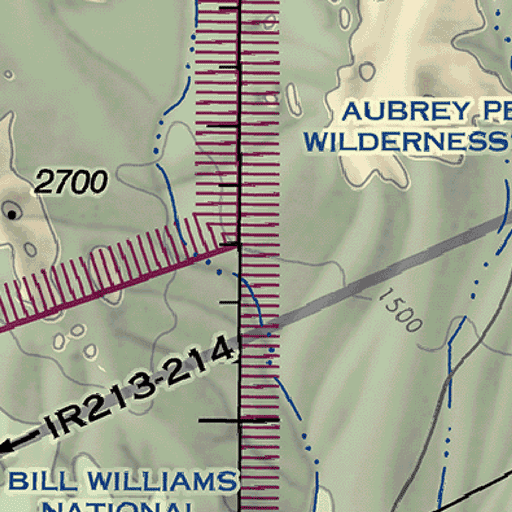 AUBREY PE
WILDERNESS
2700
1500
IR213-214
BILL WILLIAMS
NATIONAL